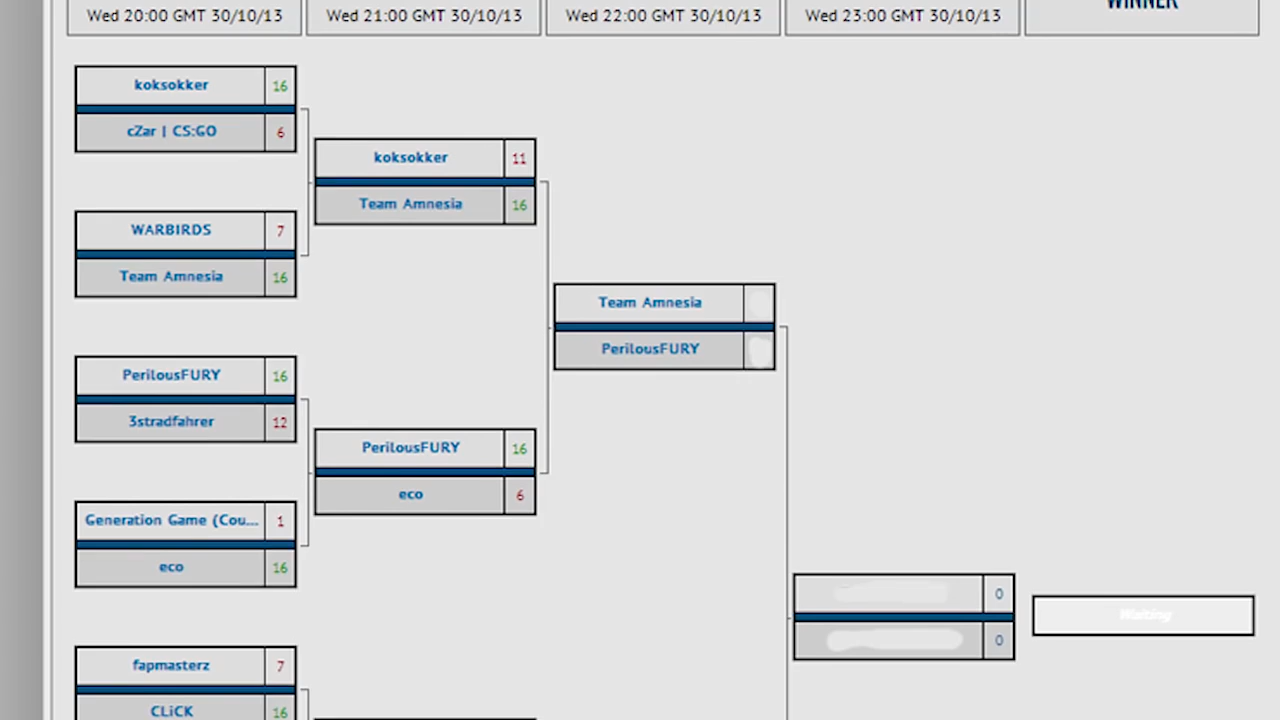 Wed 20:00 GMT 30/10/13 Wed 21:00 GMT 30/10/13 Wed 22:00 GMT 30/10/13 Wed 23:00 GMT 30/10/13 WINNER
koksokker 16
cZar | CS:GO 6
WARBIRDS 7
Team Amnesia 16
PerilousFURY 16
3stradfahrer 12
Generation Game (Cou... 1
eco 16
fapmasterz 7
CLiCK 16
koksokker 11
Team Amnesia 16
PerilousFURY 16
eco 6
Team Amnesia
PerilousFURY
0
0
Waiting